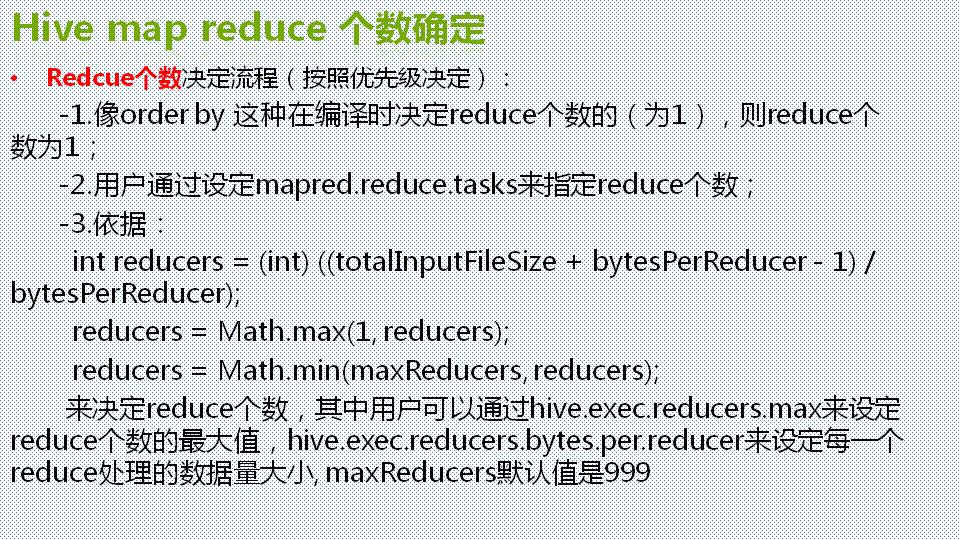 Hive map reduce 个数确定
• Redcue个数决定流程（按照优先级决定）：
-1.像order by 这种在编译时决定reduce个数的（为1），则reduce个
数为1；
-2.用户通过设定mapred.reduce.tasks来指定reduce个数；
-3.依据：
int reducers = (int) ((totalInputFileSize + bytesPerReducer - 1) /
bytesPerReducer);
reducers = Math.max(1, reducers);
reducers = Math.min(maxReducers, reducers);
来决定reduce个数，其中用户可以通过hive.exec.reducers.max来设定
reduce个数的最大值，hive.exec.reducers.bytes.per.reducer来设定每一个
reduce处理的数据量大小, maxReducers默认值是999